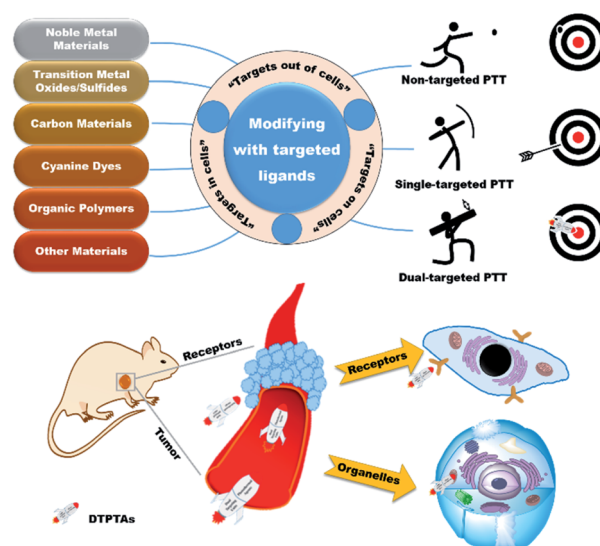 Noble Metal
Materials
Transition Metal
Oxides/Sulfides
Carbon Materials
Cyanine Dyes
Organic Polymers
Other Materials
"Targets out of cells"
"Targets in cells"
"Targets on cells"
Modifying
with targeted
ligands
Non-targeted PTT
Single-targeted PTT
Dual-targeted PTT
Receptors
Tumor
Receptors
Organelles
DTPTAs